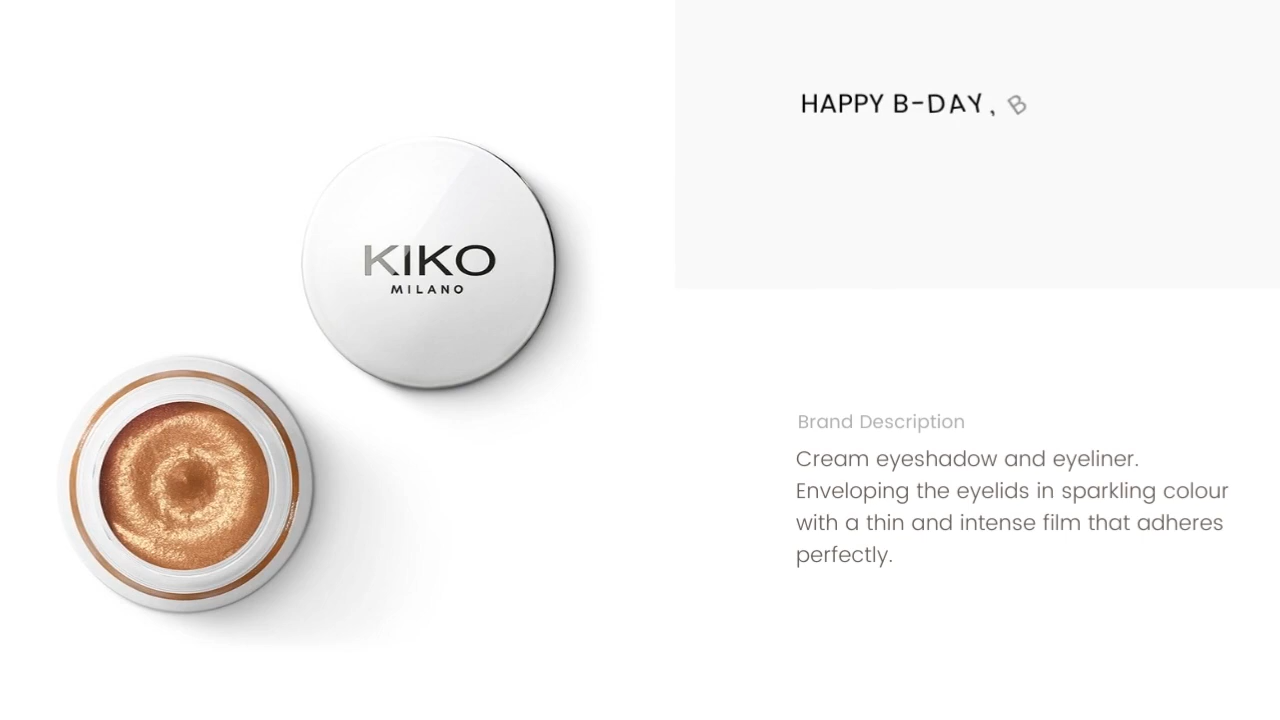 KIKO
MILANO
HAPPY B-DAY, B
Brand Description
Cream eyeshadow and eyeliner.
Enveloping the eyelids in sparkling colour
with a thin and intense film that adheres
perfectly.